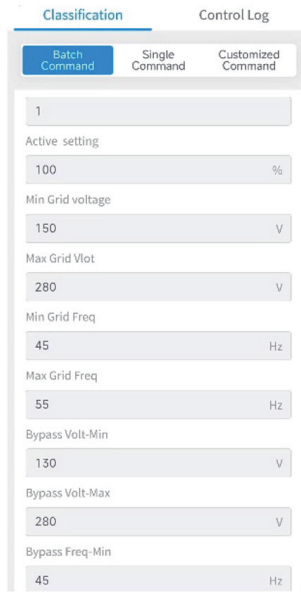 Classification Control Log
Batch Command Single Command Customized Command
1
Active setting
100 %
Min Grid voltage
150 V
Max Grid Vlot
280 V
Min Grid Freq
45 Hz
Max Grid Freq
55 Hz
Bypass Volt-Min
130 V
Bypass Volt-Max
280 V
Bypass Freq-Min
45 Hz